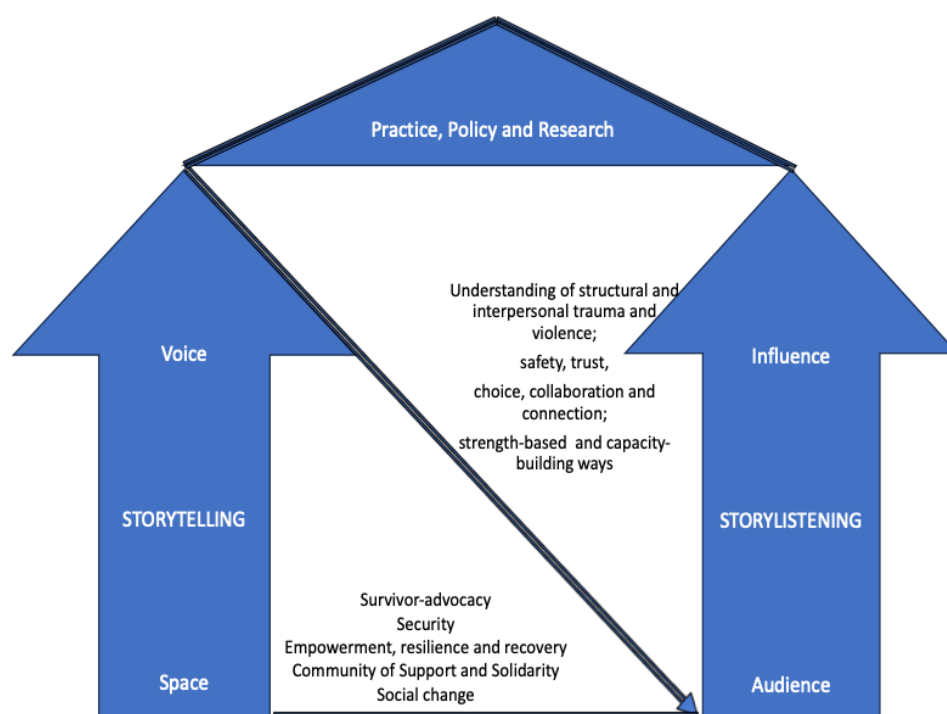 Practice, Policy and Research
Understanding of structural and
interpersonal trauma and
violence;
safety, trust,
choice, collaboration and
connection;
strength-based and capacity-
building ways
Voice
STORYTELLING
Space
Influence
STORYLISTENING
Audience
Survivor-advocacy
Security
Empowerment, resilience and recovery
Community of Support and Solidarity
Social change